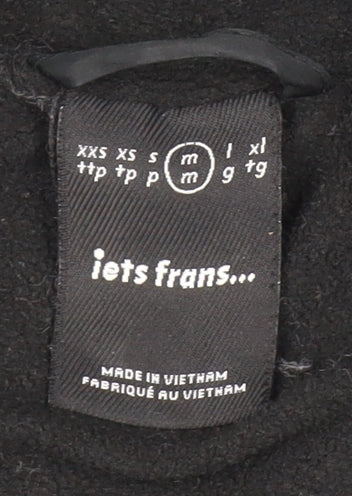 xxs xs s m l xl
ttp tp p m g tg
iets frans...
MADE IN VIETNAM
FABRIQUÉ AU VIETNAM